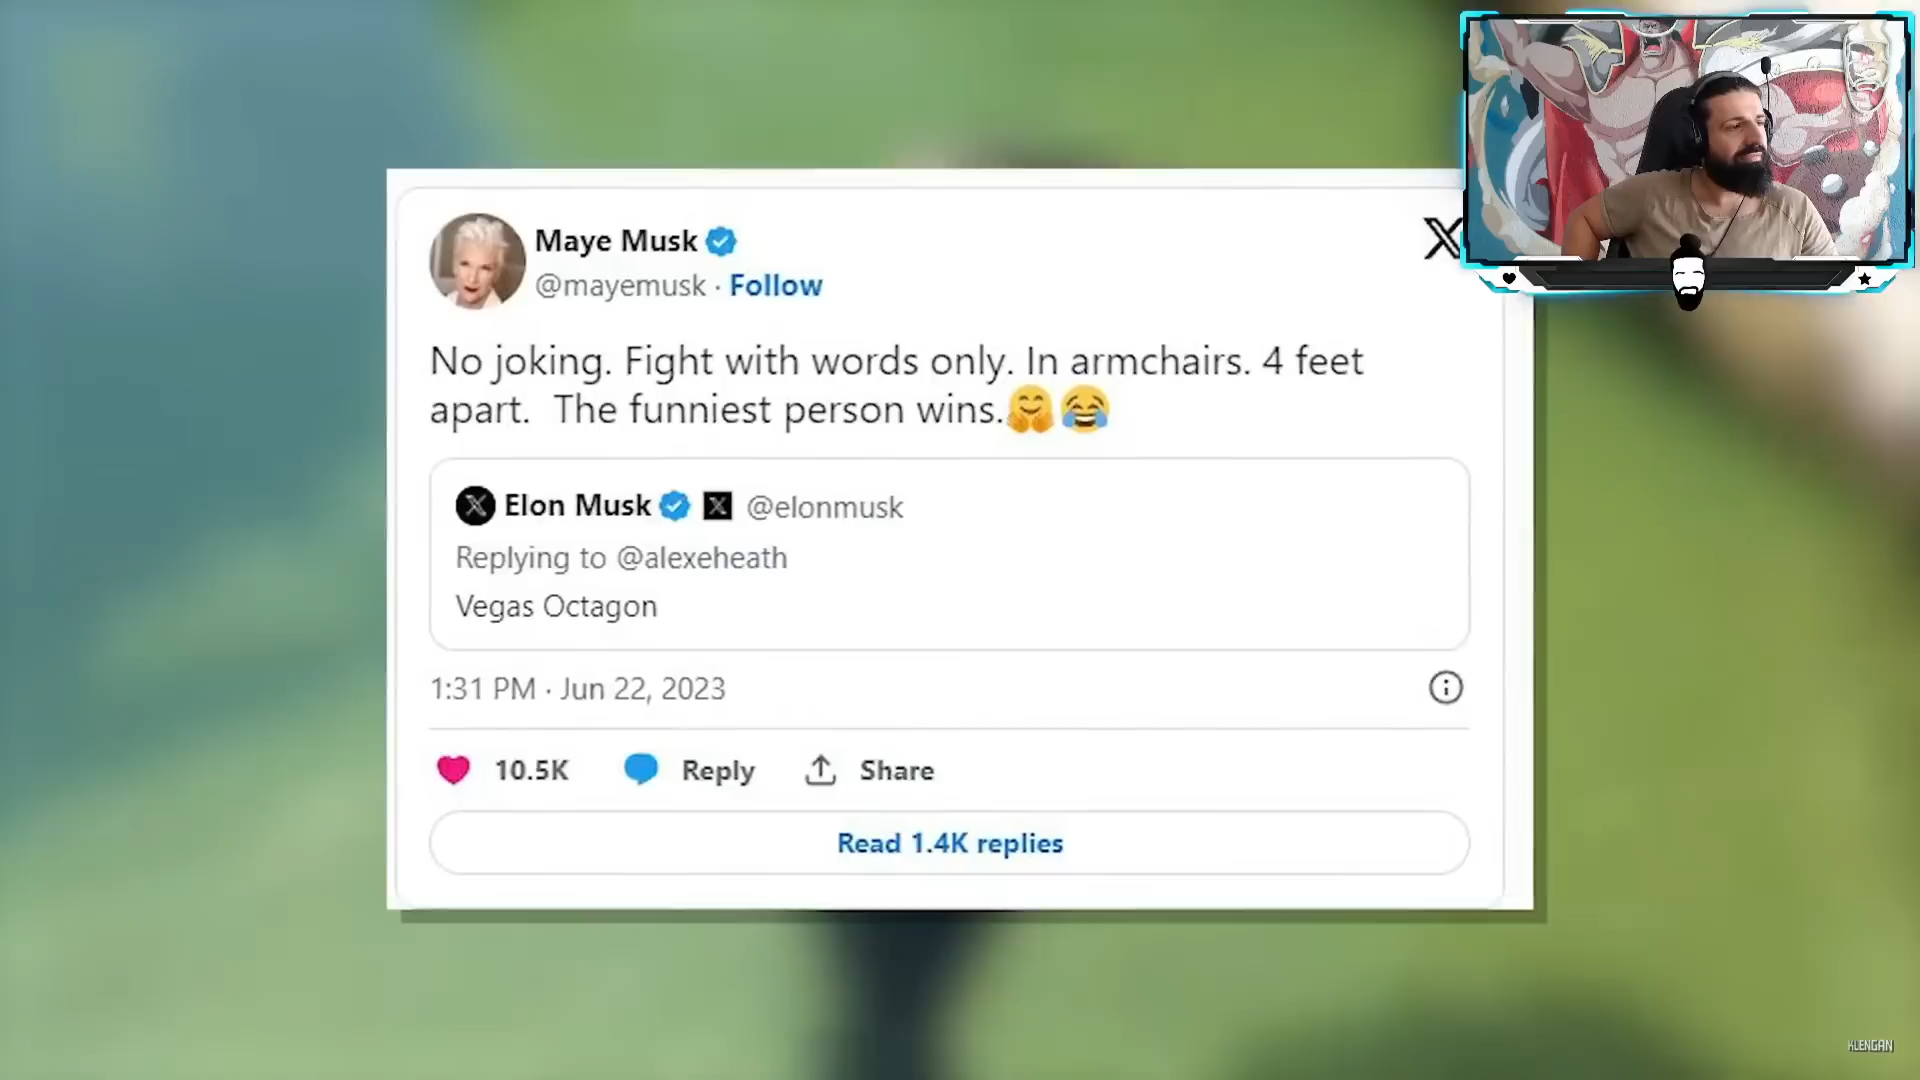 Maye Musk
@mayemusk · Follow
No joking. Fight with words only. In armchairs. 4 feet
apart.  The funniest person wins.🤗😂
Elon Musk @elonmusk
Replying to @alexeheath
Vegas Octagon
1:31 PM · Jun 22, 2023
10.5K Reply Share
Read 1.4K replies
KLENGAN